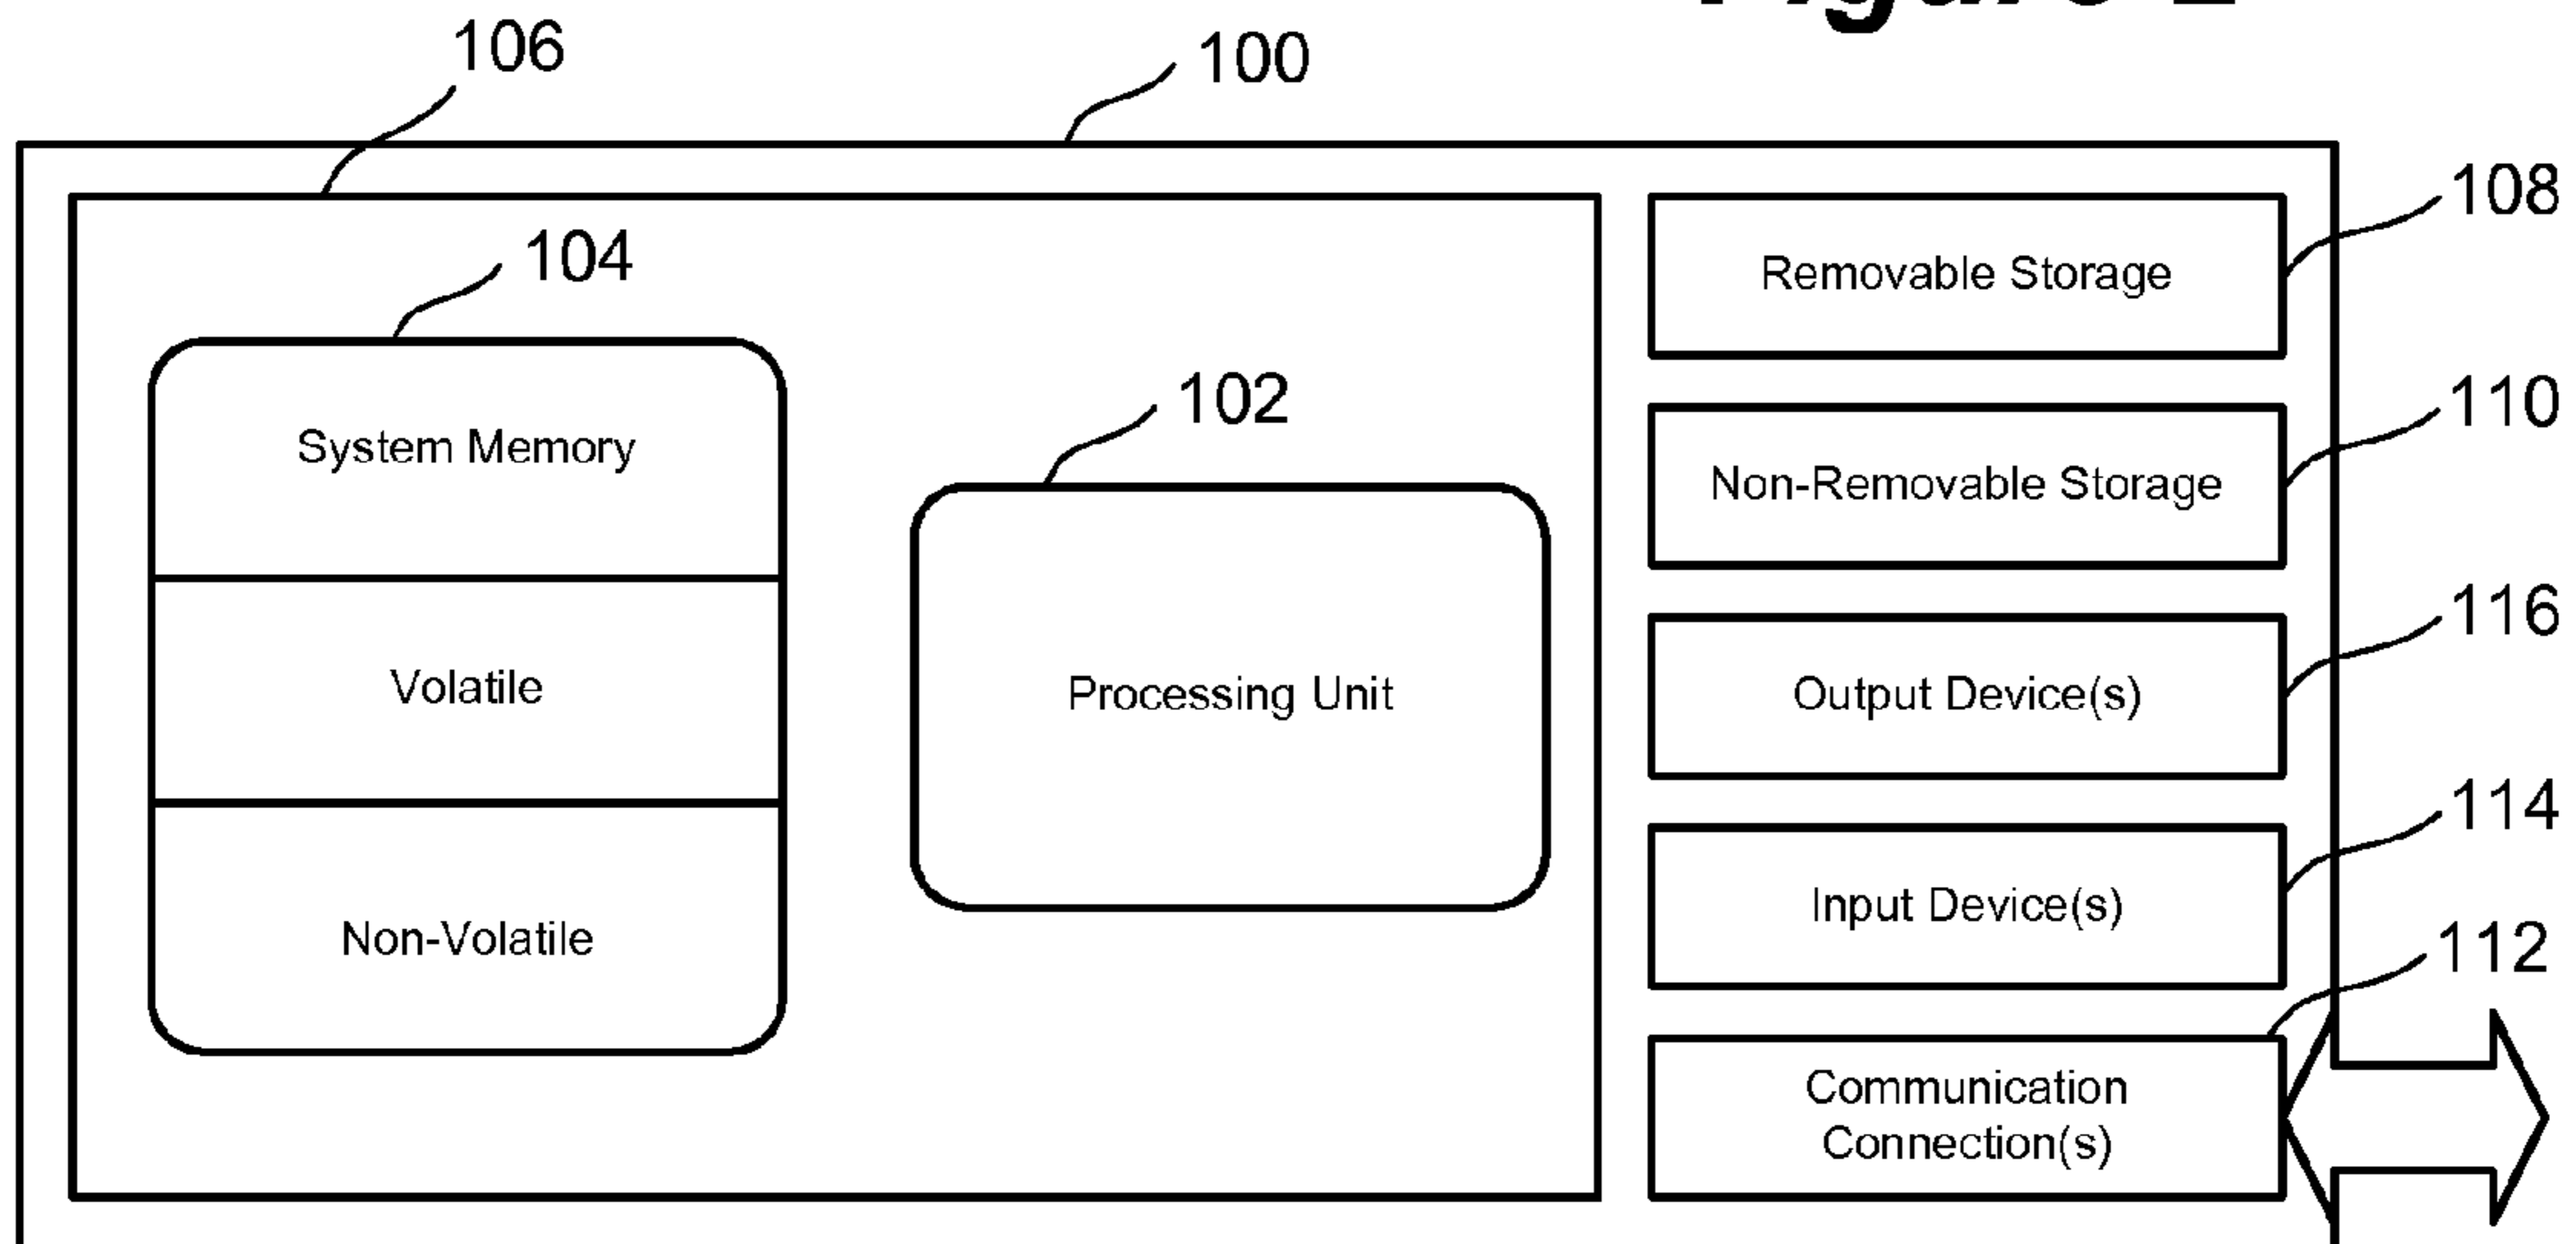 106
100
108
104
Removable Storage
102
110
System Memory
Non-Removable Storage
116
Volatile
Processing Unit
Output Device(s)
114
Input Device(s)
Non-Volatile
112
Communication
Connection(s)